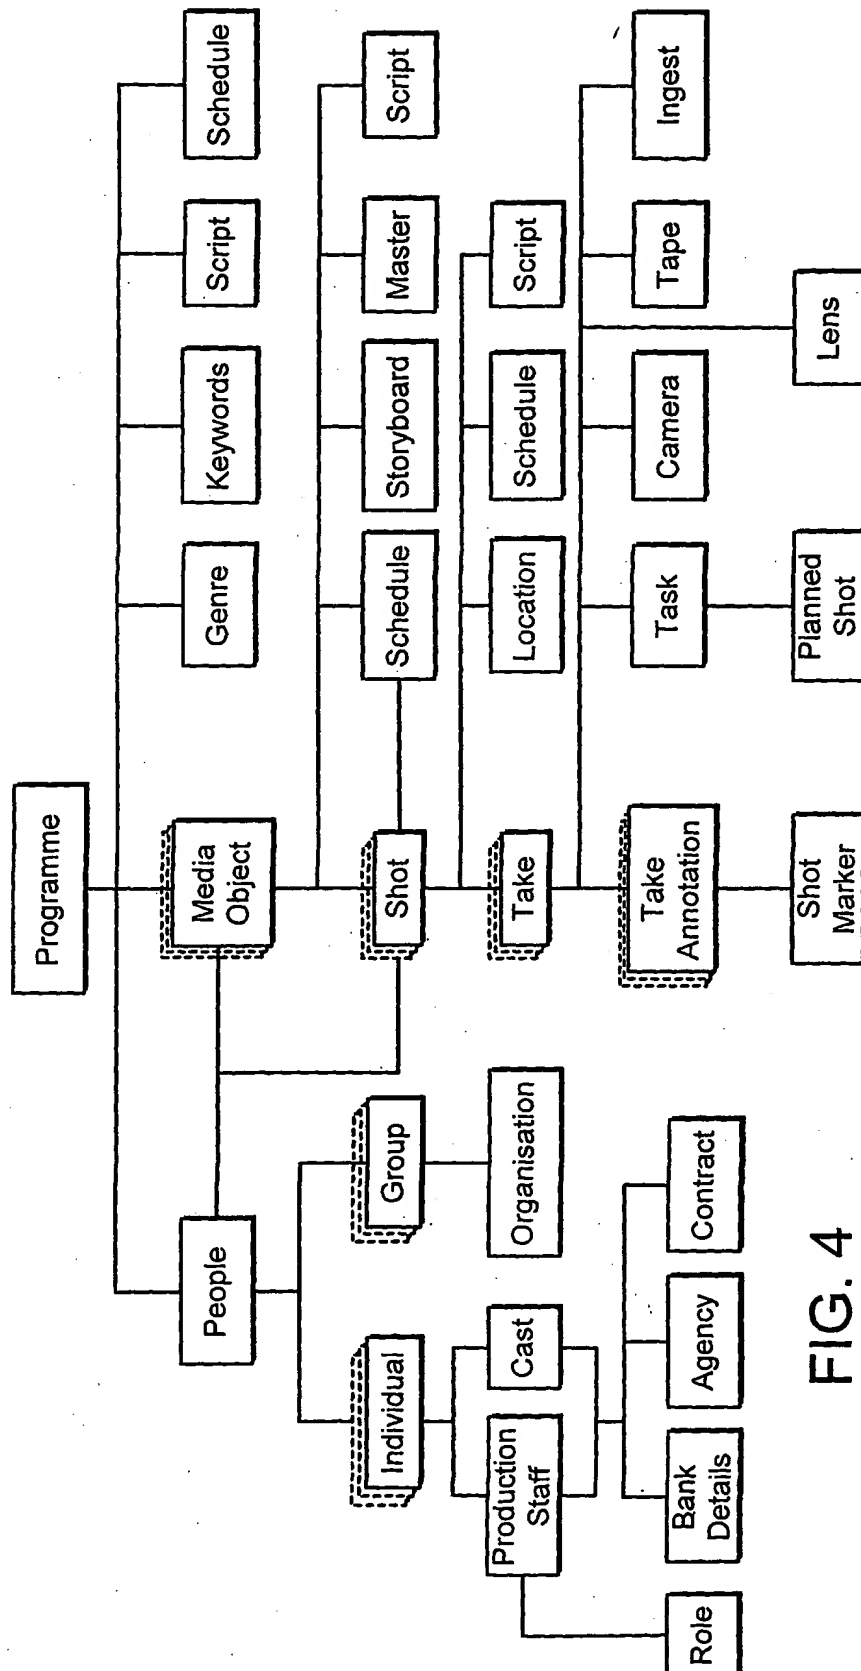 Programme
People
Media
Object
Genre
Keywords
Script
Schedule
Individual
Group
Shot
Schedule
Storyboard
Master
Script
Production
Staff
Cast
Organisation
Take
Location
Schedule
Script
Role
Bank
Details
Agency
Contract
Take
Annotation
Task
Camera
Tape
Ingest
Shot
Marker
Planned
Shot
Lens
FIG. 4